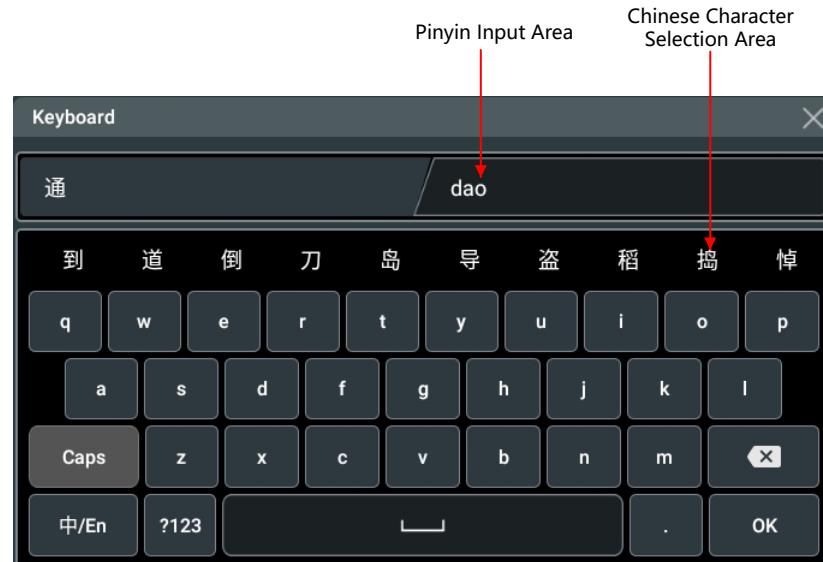 Pinyin Input Area
Chinese Character
Selection Area
Keyboard
通
dao
到 道 倒 刀 岛 导 盗 稻 捣 悼
q w e r t y u i o p
a s d f g h j k l
Caps z x c v b n m
中/En ?123 . OK